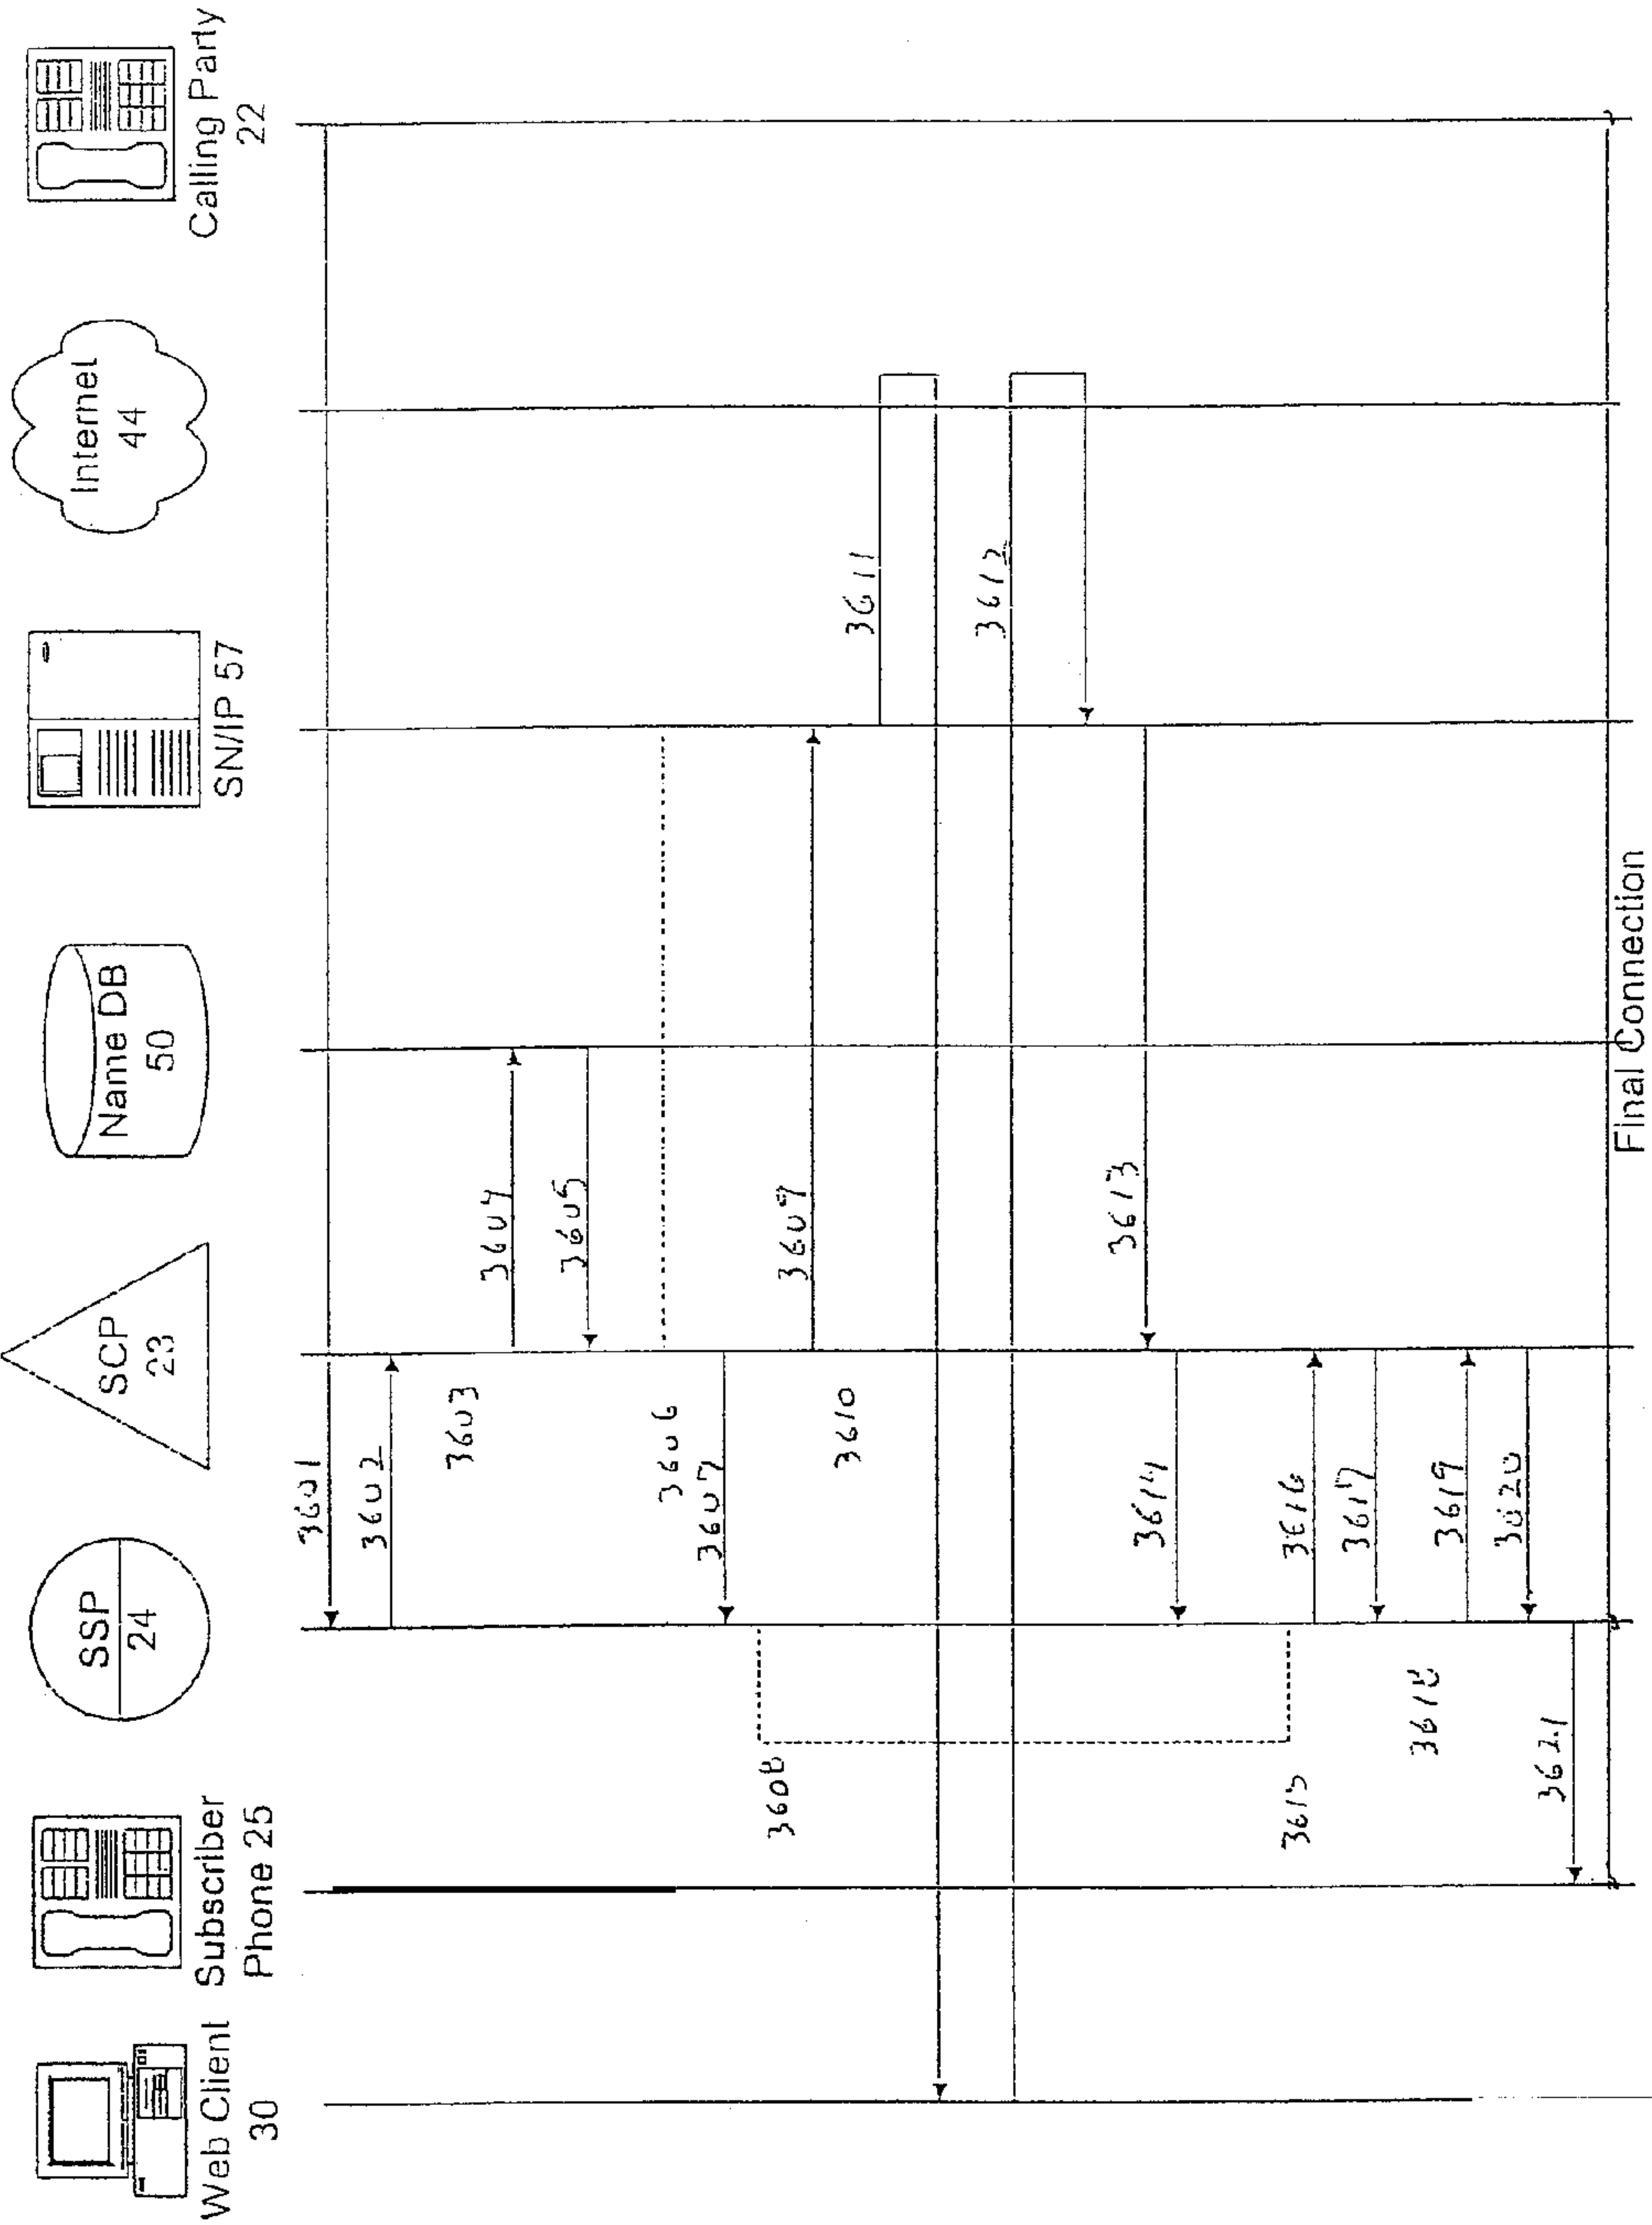 Web Client
30
Subscriber
Phone 25
SSP
24
SCP
23
Name DB
50
SN/IP 57
Internet
44
Calling Party
22
3601
3602
3603
3604
3605
3606
3607
3608
3609
3610
3611
3612
3613
3614
3615
3616
3617
3618
3619
3620
3621
Final Connection